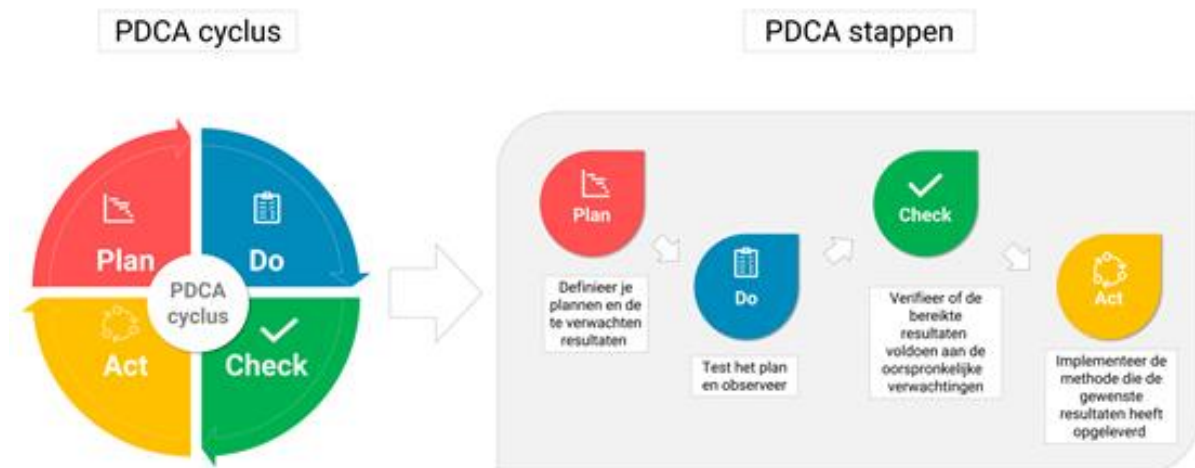 PDCA cyclus
PDCA stappen
Plan
Do
PDCA
cyclus
Act
Check
Plan
Definieer je
plannen en de
te verwachten
resultaten
Do
Test het plan
en observeer
Check
Verifieer of de
bereikte
resultaten
voldoen aan de
oorspronkelijke
verwachtingen
Act
Implementeer de
methode die de
gewenste
resultaten heeft
opgeleverd